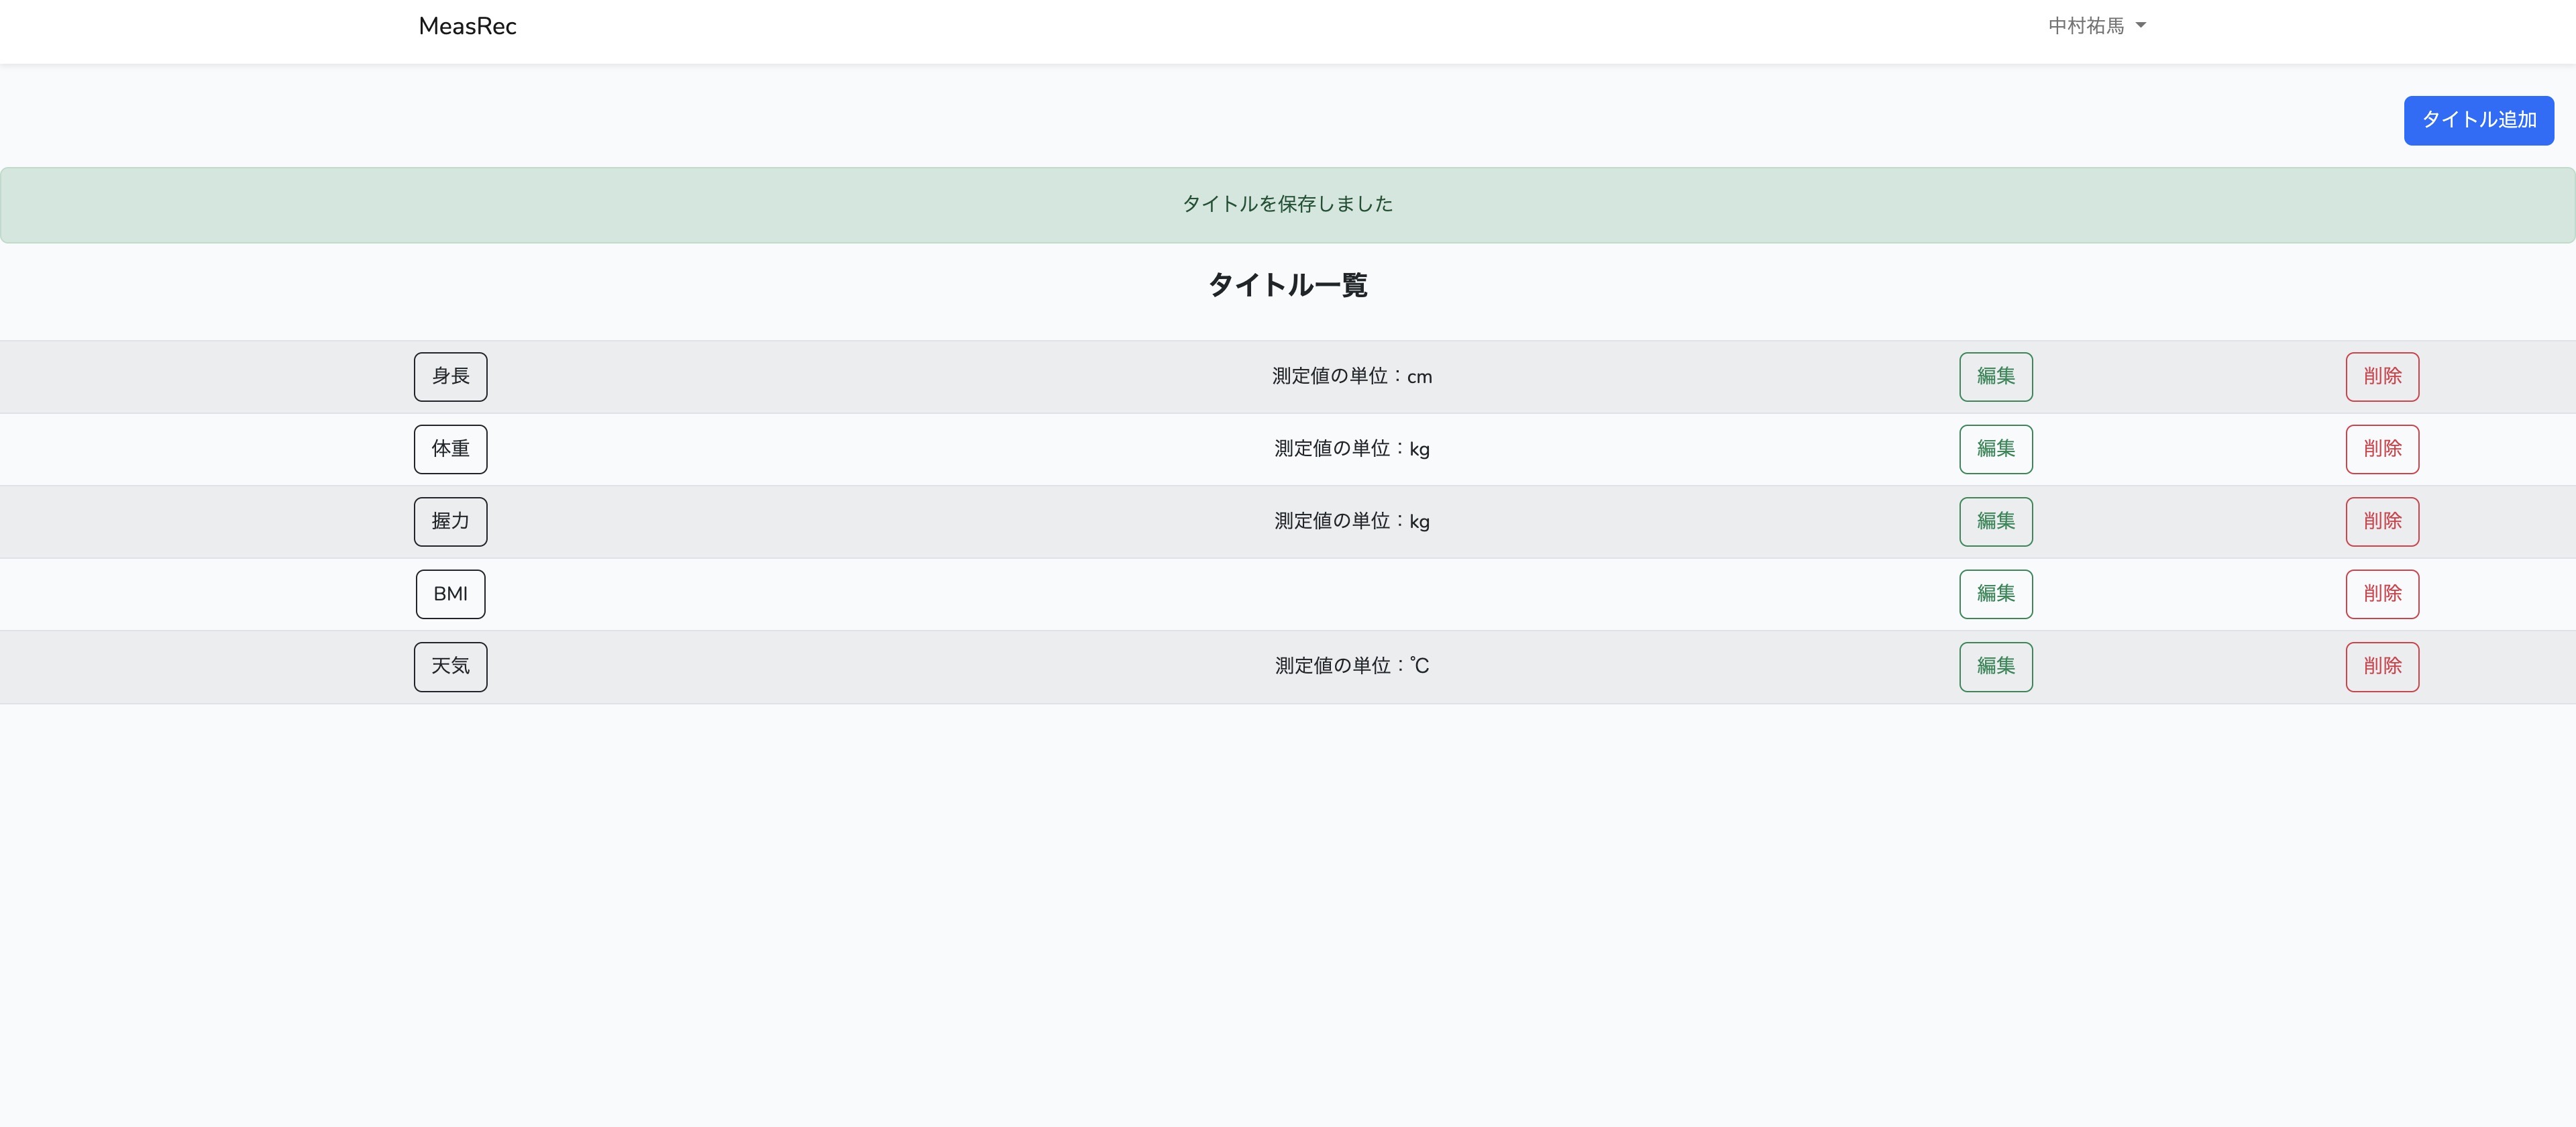 MeasRec 中村祐馬
タイトル追加
タイトルを保存しました
タイトル一覧
身長 測定値の単位：cm 編集 削除
体重 測定値の単位：kg 編集 削除
握力 測定値の単位：kg 編集 削除
BMI 編集 削除
天気 測定値の単位：℃ 編集 削除